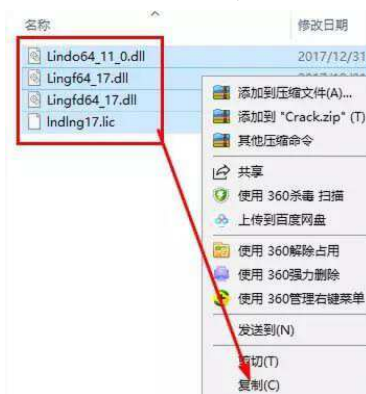 名称
修改日期
Lindo64_11_0.dll
2017/12/31
Lingf64_17.dll
Lingfd64_17.dll
lndlng17.lic
添加到压缩文件(A)...
添加到 "Crack.zip" (T)
其他压缩命令
共享
使用 360杀毒 扫描
上传到百度网盘
使用 360解除占用
使用 360强力删除
使用 360管理右键菜单
发送到(N)
剪切(T)
复制(C)